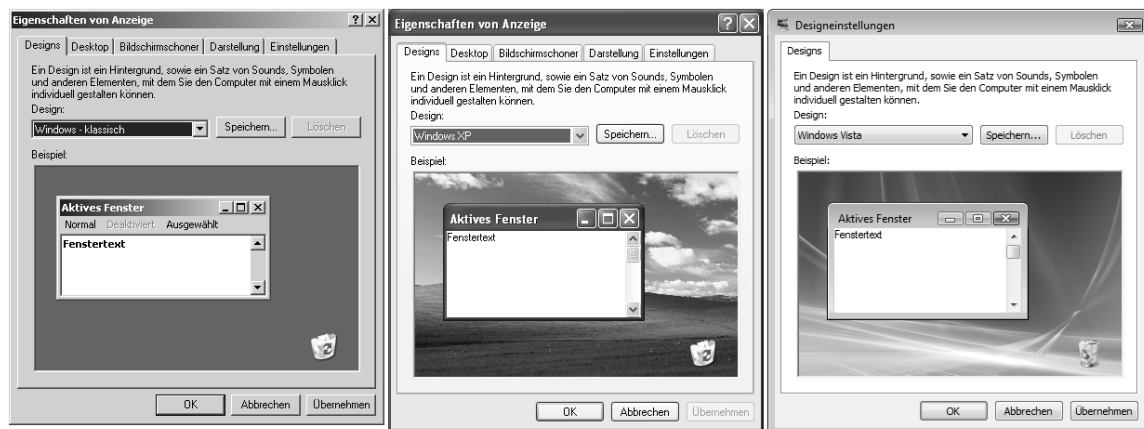 Eigenschaften von Anzeige
Designs Desktop Bildschirmschoner Darstellung Einstellungen
Ein Design ist ein Hintergrund, sowie ein Satz von Sounds, Symbolen
und anderen Elementen, mit dem Sie den Computer mit einem Mausklick
individuell gestalten können.
Design:
Windows - klassisch Speichern... Löschen
Beispiel:
Aktives Fenster
Normal Deaktiviert Ausgewählt
Fenstertext
OK Abbrechen Übernehmen
Eigenschaften von Anzeige
Designs Desktop Bildschirmschoner Darstellung Einstellungen
Ein Design ist ein Hintergrund, sowie ein Satz von Sounds, Symbolen
und anderen Elementen, mit dem Sie den Computer mit einem Mausklick
individuell gestalten können.
Design:
Windows XP Speichern... Löschen
Beispiel:
Aktives Fenster
Fenstertext
OK Abbrechen Übernehmen
Designeinstellungen
Designs
Ein Design ist ein Hintergrund, sowie ein Satz von Sounds, Symbolen
und anderen Elementen, mit dem Sie den Computer mit einem Mausklick
individuell gestalten können.
Design:
Windows Vista Speichern... Löschen
Beispiel:
Aktives Fenster
Fenstertext
OK Abbrechen Übernehmen